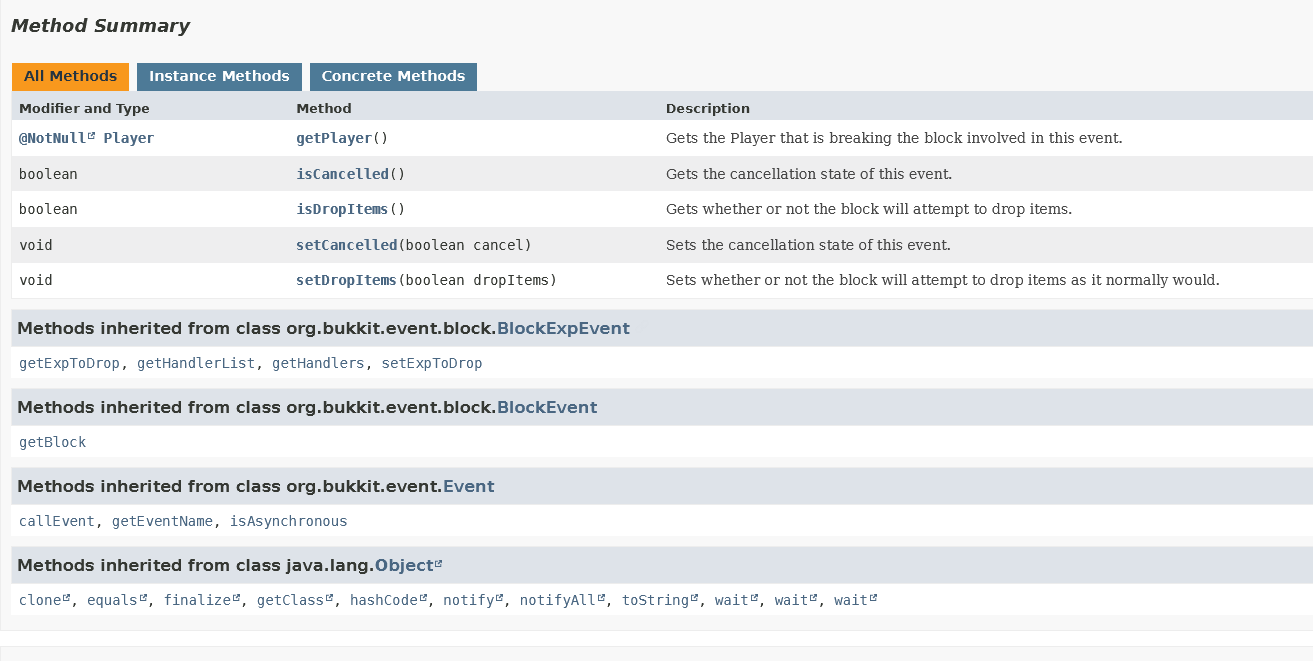 Method Summary
All Methods Instance Methods Concrete Methods
Modifier and Type Method Description
@NotNull Player getPlayer() Gets the Player that is breaking the block involved in this event.
boolean isCancelled() Gets the cancellation state of this event.
boolean isDropItems() Gets whether or not the block will attempt to drop items.
void setCancelled(boolean cancel) Sets the cancellation state of this event.
void setDropItems(boolean dropItems) Sets whether or not the block will attempt to drop items as it normally would.
Methods inherited from class org.bukkit.event.block.BlockExpEvent
getExpToDrop, getHandlerList, getHandlers, setExpToDrop
Methods inherited from class org.bukkit.event.block.BlockEvent
getBlock
Methods inherited from class org.bukkit.event.Event
callEvent, getEventName, isAsynchronous
Methods inherited from class java.lang.Object
clone, equals, finalize, getClass, hashCode, notify, notifyAll, toString, wait, wait, wait